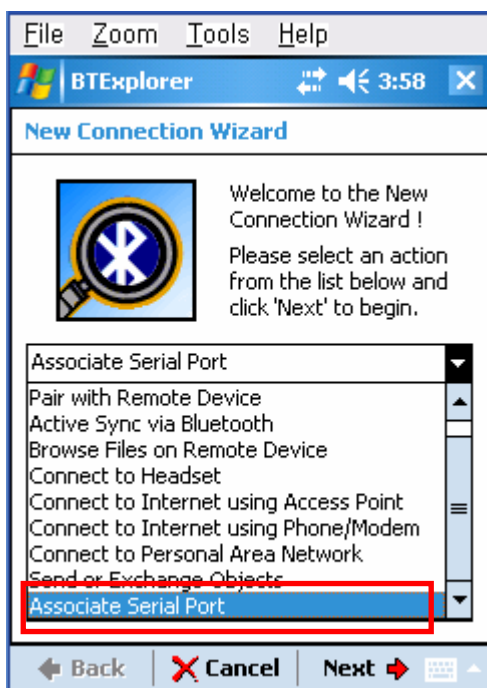 File Zoom Tools Help
BTExplorer 3:58
New Connection Wizard
Welcome to the New
Connection Wizard !
Please select an action
from the list below and
click 'Next' to begin.
Associate Serial Port
Pair with Remote Device
Active Sync via Bluetooth
Browse Files on Remote Device
Connect to Headset
Connect to Internet using Access Point
Connect to Internet using Phone/Modem
Connect to Personal Area Network
Send or Exchange Objects
Associate Serial Port
Back Cancel Next